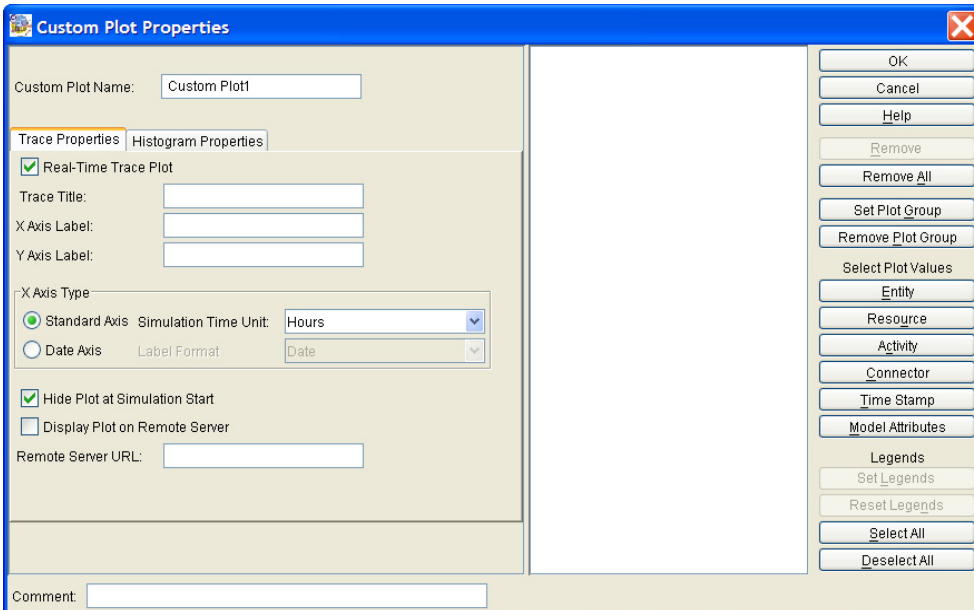 Custom Plot Properties
Custom Plot Name: Custom Plot1
Trace Properties Histogram Properties
Real-Time Trace Plot
Trace Title:
X Axis Label:
Y Axis Label:
X Axis Type
Standard Axis Simulation Time Unit: Hours
Date Axis Label Format Date
Hide Plot at Simulation Start
Display Plot on Remote Server
Remote Server URL:
Comment:
OK
Cancel
Help
Remove
Remove All
Set Plot Group
Remove Plot Group
Select Plot Values
Entity
Resource
Activity
Connector
Time Stamp
Model Attributes
Legends
Set Legends
Reset Legends
Select All
Deselect All